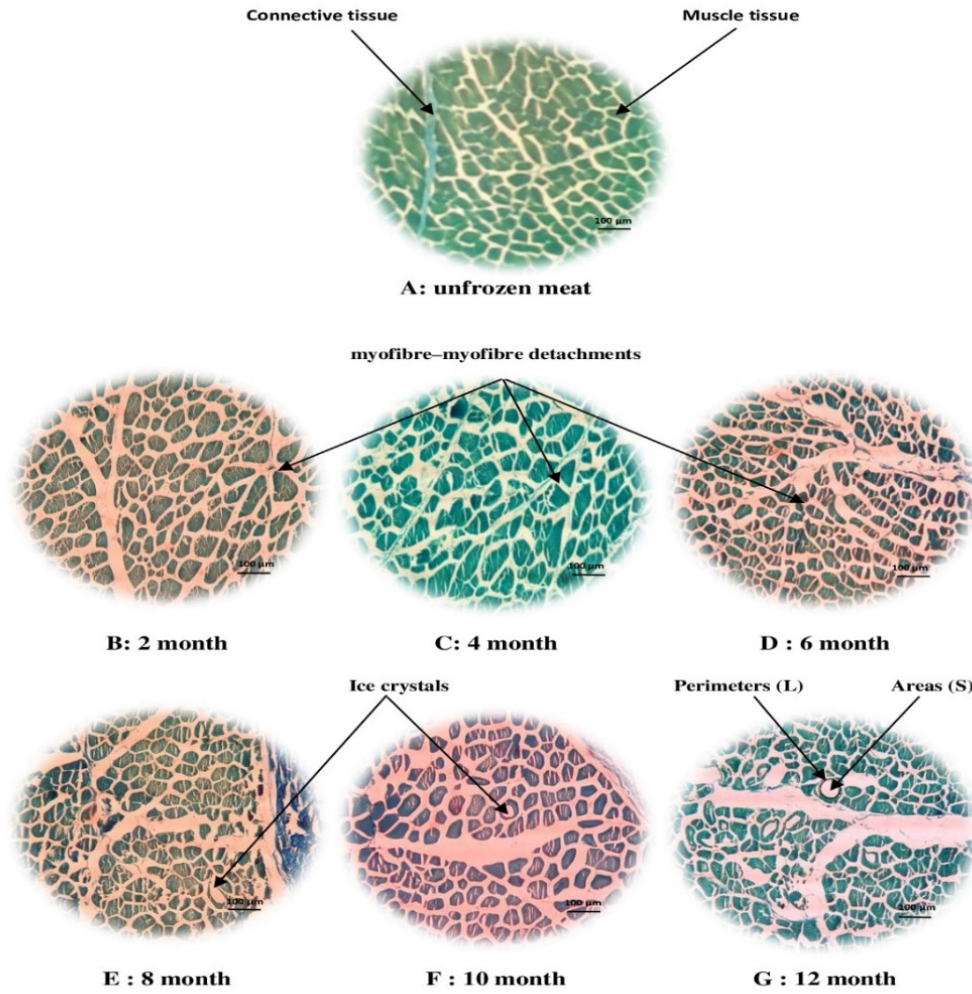 Connective tissue
Muscle tissue
100 µm
A: unfrozen meat
myofibre–myofibre detachments
100 µm
100 µm
100 µm
B: 2 month
C: 4 month
D : 6 month
Ice crystals
Perimeters (L)
Areas (S)
100 µm
100 µm
100 µm
E : 8 month
F : 10 month
G : 12 month